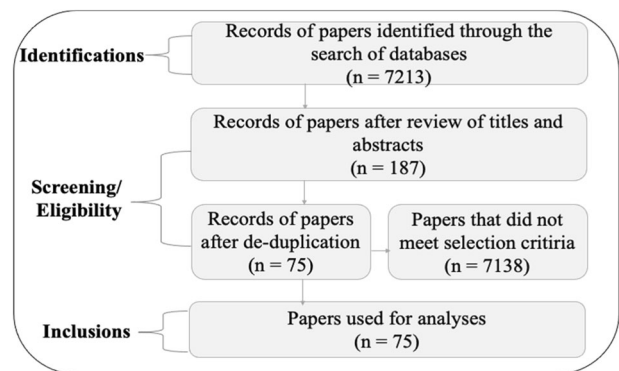 Identifications
Records of papers identified through the
search of databases
(n = 7213)
Screening/
Eligibility
Records of papers after review of titles and
abstracts
(n = 187)
Records of papers
after de-duplication
(n = 75)
Papers that did not
meet selection critiria
(n = 7138)
Inclusions
Papers used for analyses
(n = 75)